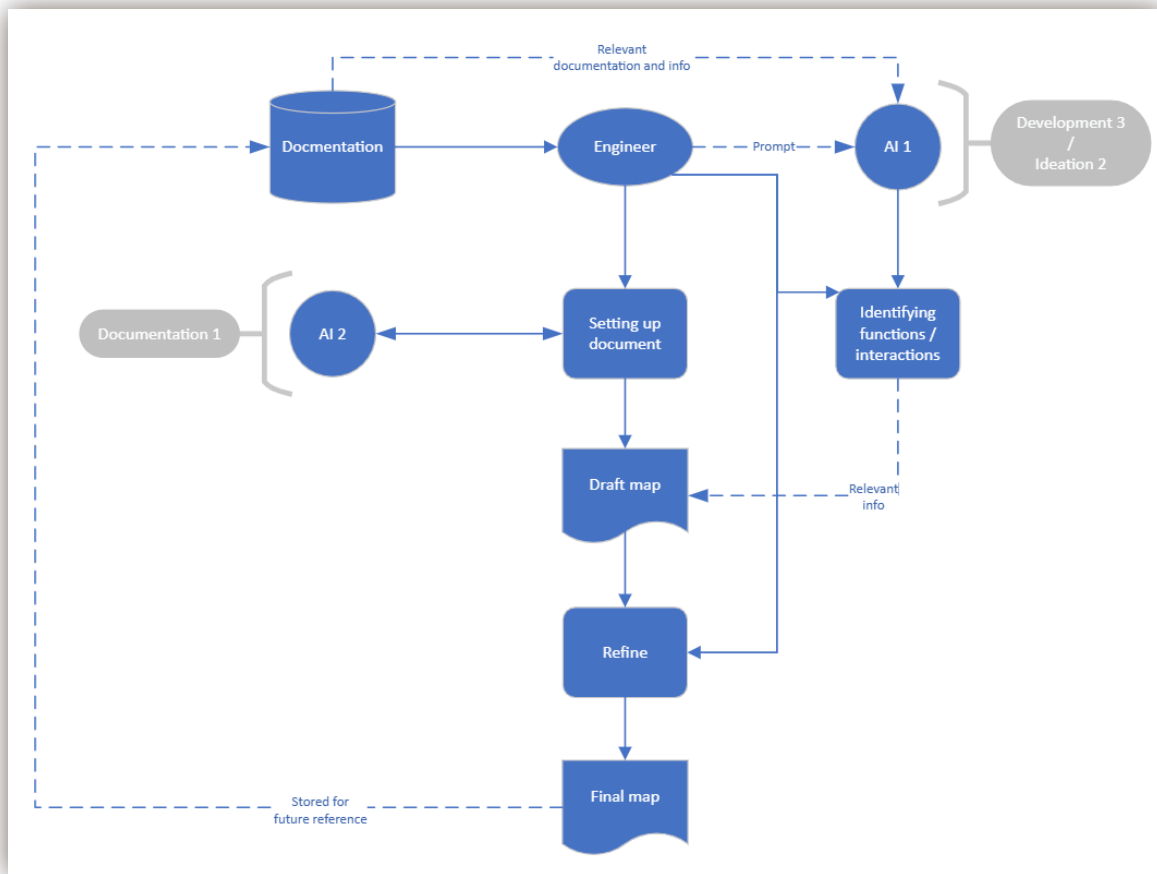 Relevant
documentation and info
Docmentation
Engineer
Prompt
AI 1
Development 3
/
Ideation 2
Documentation 1
AI 2
Setting up
document
Identifying
functions /
interactions
Draft map
Relevant
info
Refine
Final map
Stored for
future reference